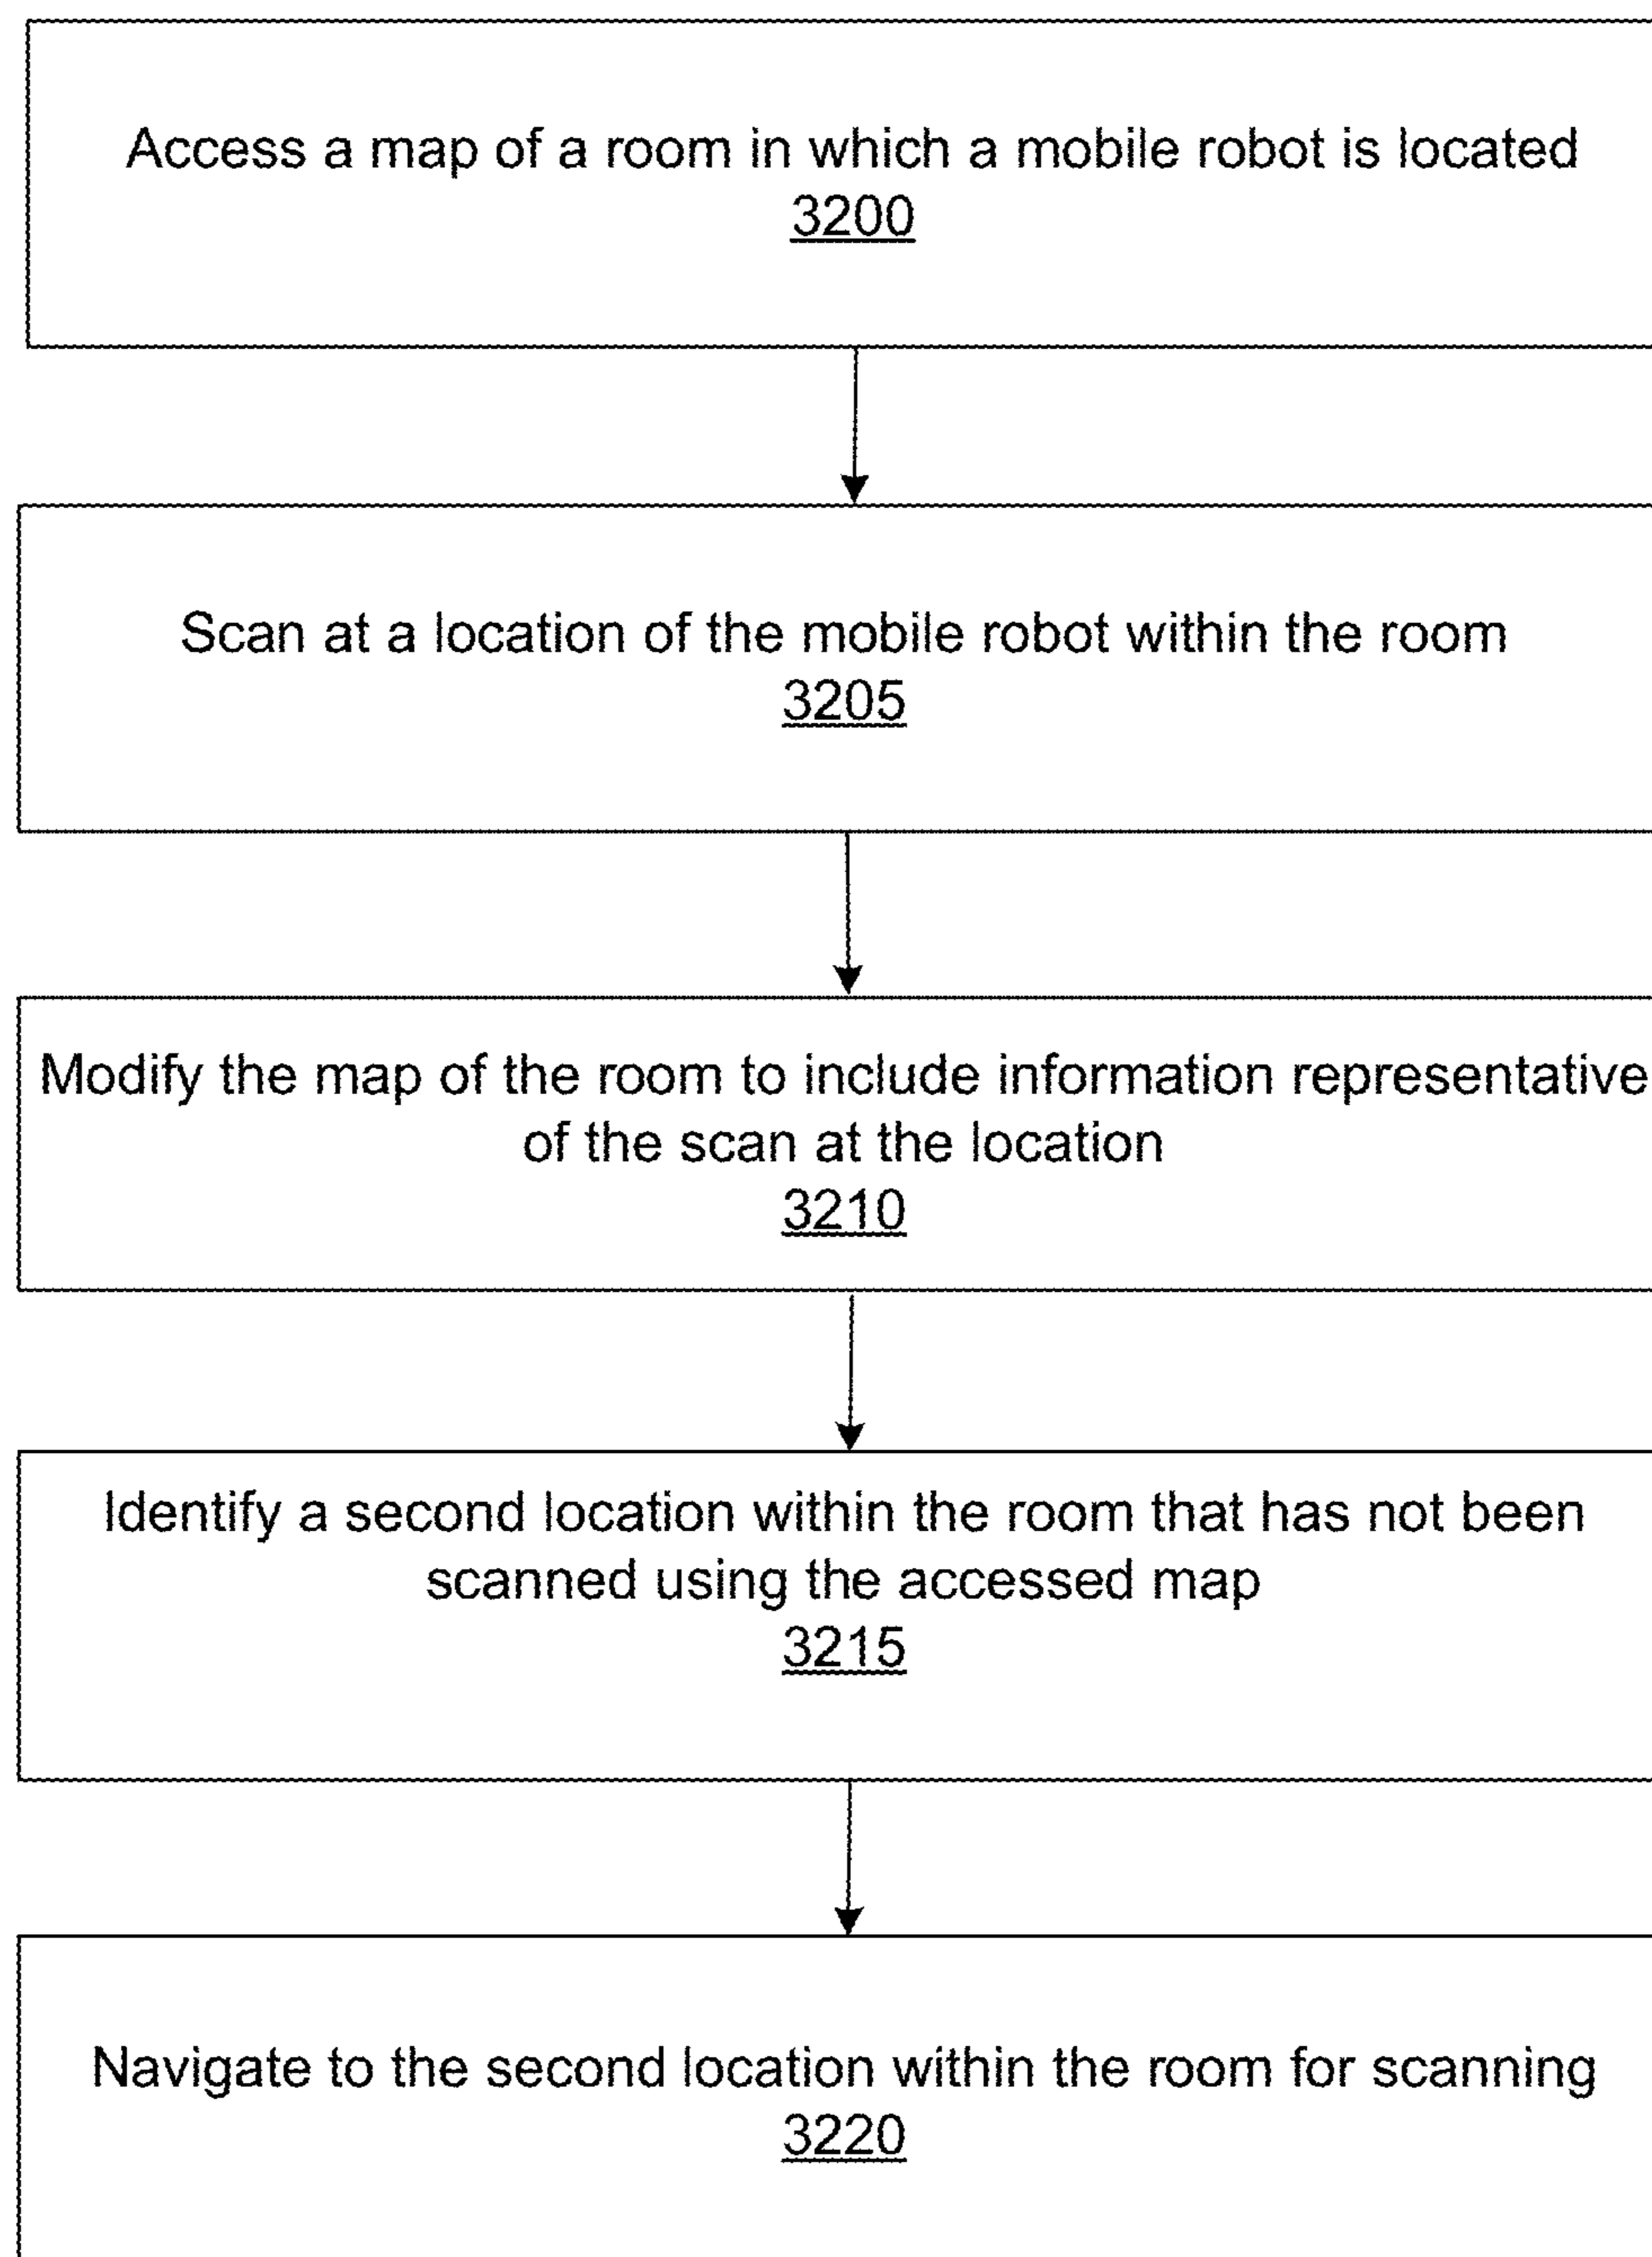 Access a map of a room in which a mobile robot is located
3200
Scan at a location of the mobile robot within the room
3205
Modify the map of the room to include information representative
of the scan at the location
3210
Identify a second location within the room that has not been
scanned using the accessed map
3215
Navigate to the second location within the room for scanning
3220